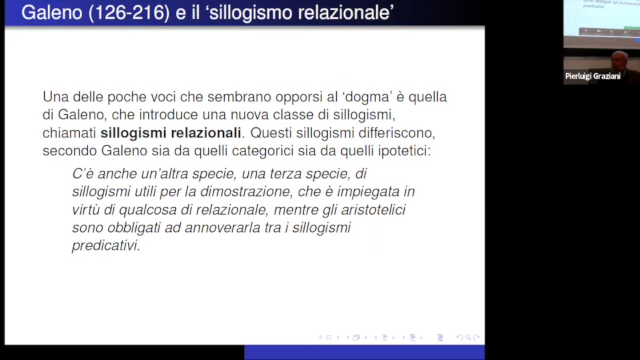 Galeno (126-216) e il ‘sillogismo relazionale’
Una delle poche voci che sembrano opporsi al ‘dogma’ è quella
di Galeno, che introduce una nuova classe di sillogismi,
chiamati sillogismi relazionali. Questi sillogismi differiscono,
secondo Galeno sia da quelli categorici sia da quelli ipotetici:
C’è anche un’altra specie, una terza specie, di
sillogismi utili per la dimostrazione, che è impiegata in
virtù di qualcosa di relazionale, mentre gli aristotelici
sono obbligati ad annoverarla tra i sillogismi
predicativi.
Pierluigi Graziani